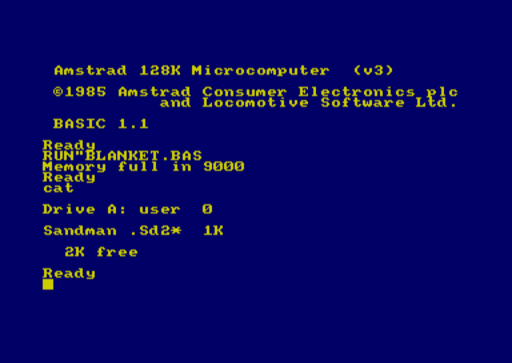 Amstrad 128K Microcomputer  (v3)
©1985 Amstrad Consumer Electronics plc
and Locomotive Software Ltd.
BASIC 1.1
Ready
RUN"BLANKET.BAS
Memory full in 9000
Ready
cat
Drive A: user  0
Sandman .Sd2*  1K
2K free
Ready